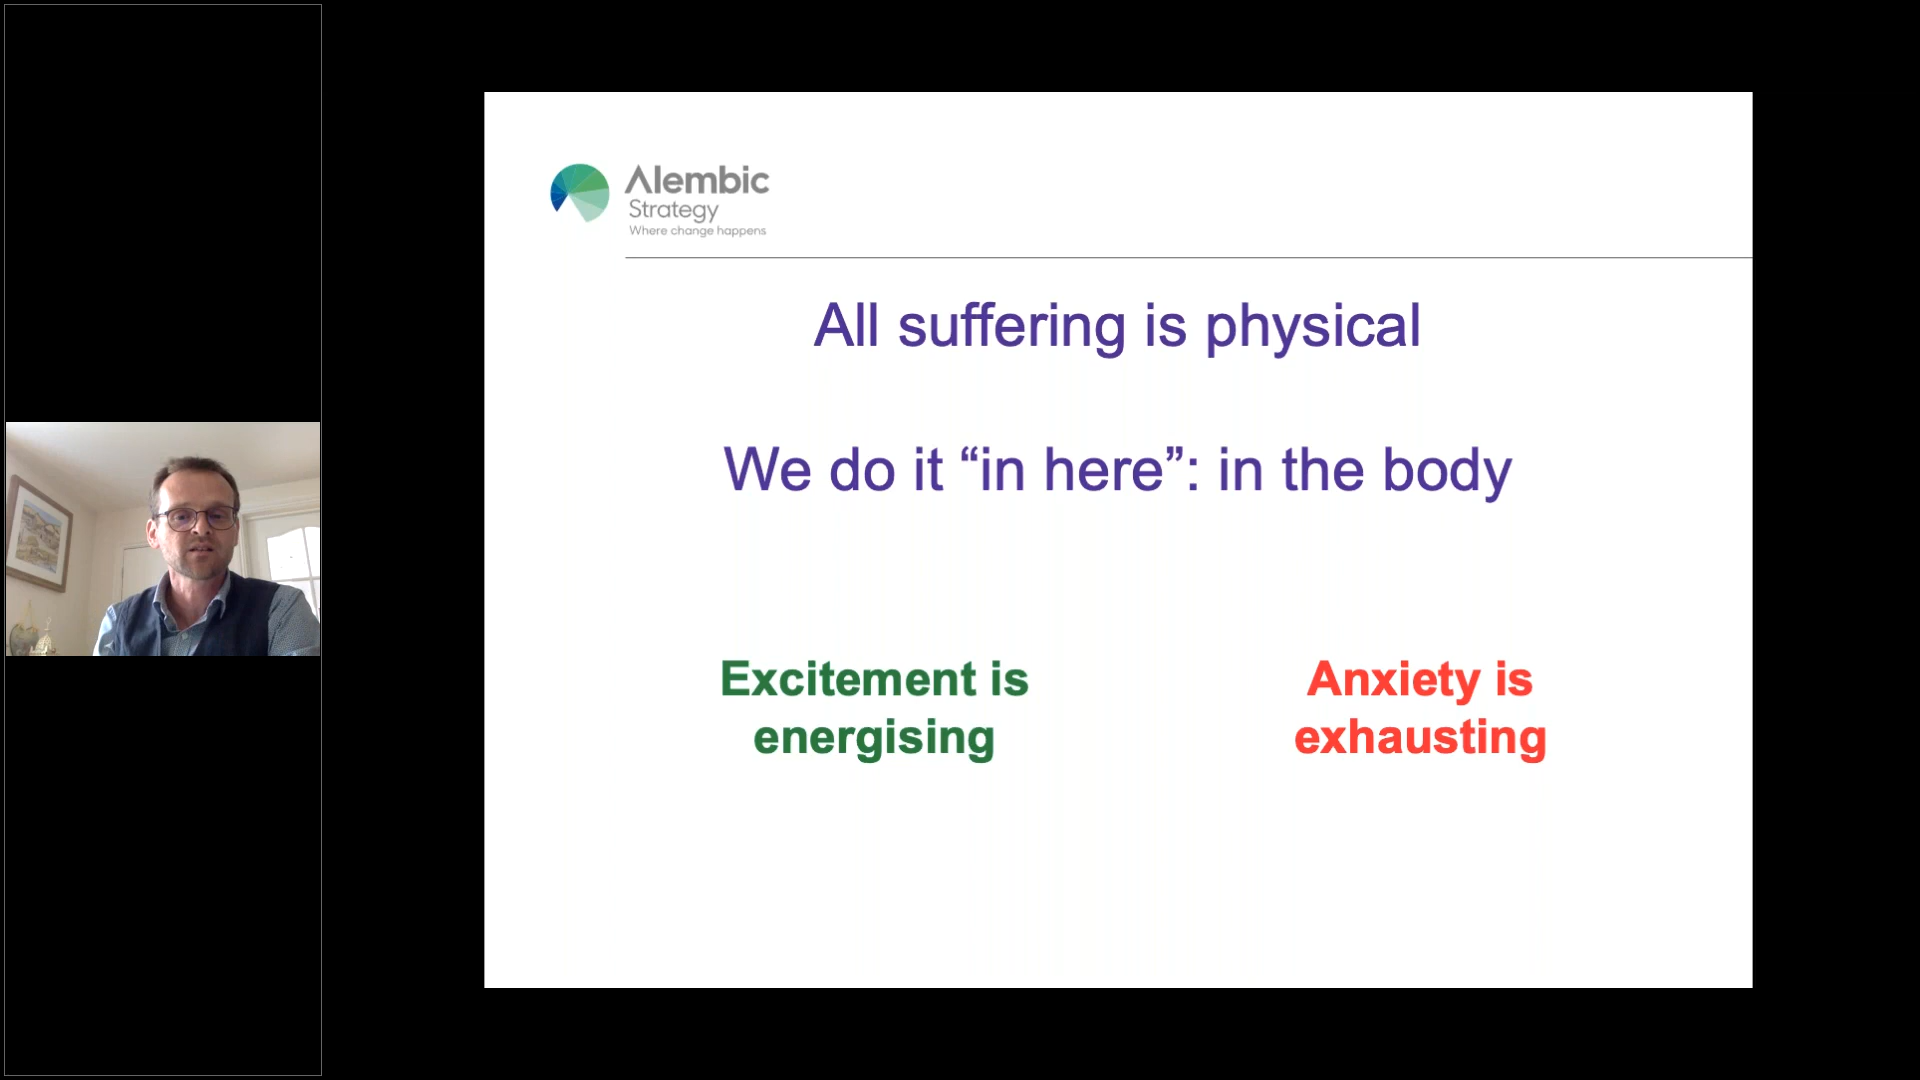 Alembic
Strategy
Where change happens
All suffering is physical
We do it “in here”: in the body
Excitement is
energising
Anxiety is
exhausting